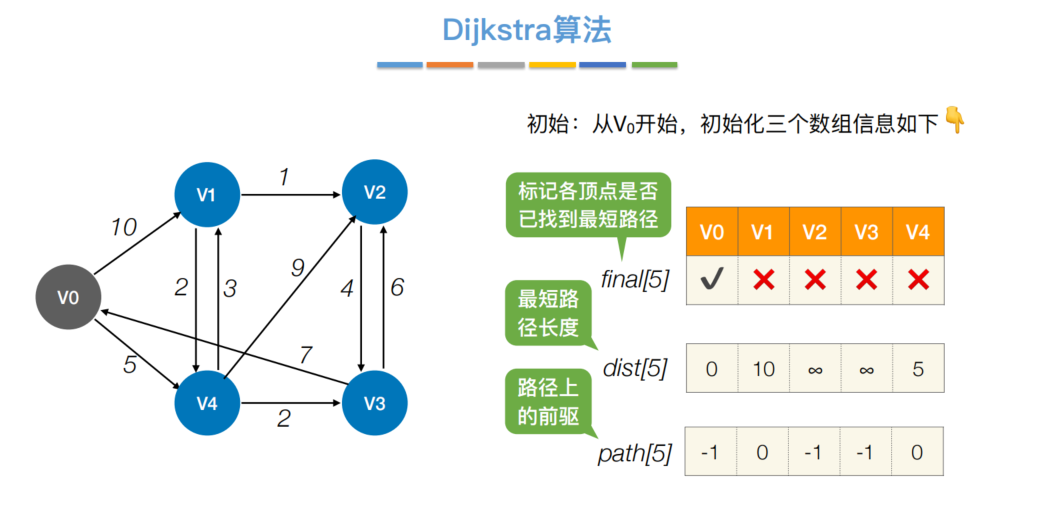 Dijkstra算法
初始：从V₀开始，初始化三个数组信息如下👇
标记各顶点是否
已找到最短路径
V0 V1 V2 V3 V4
final[5] ✔ ❌ ❌ ❌ ❌
最短路
径长度
dist[5] 0 10 ∞ ∞ 5
路径上
的前驱
path[5] -1 0 -1 -1 0
1
V1
V2
10
9
2
3
4
6
V0
7
5
V4
V3
2